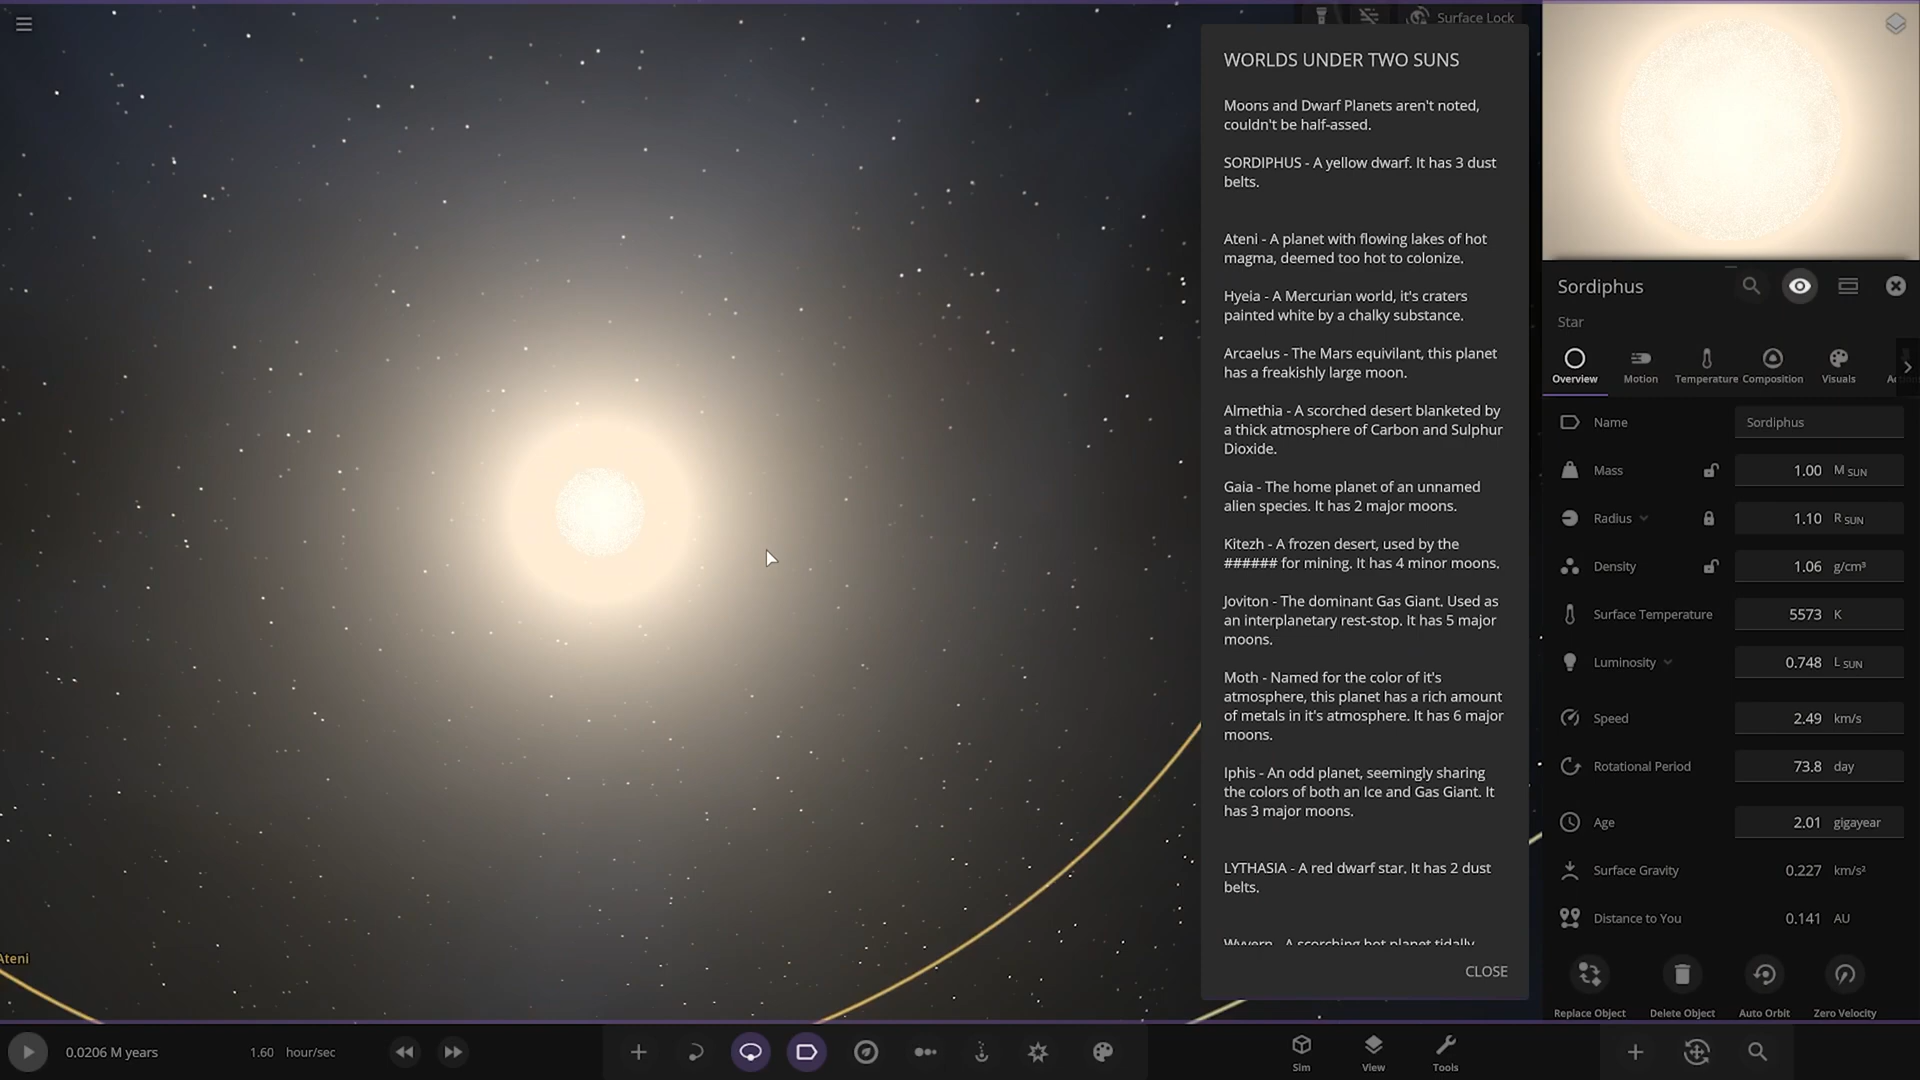 Surface Lock
WORLDS UNDER TWO SUNS
Moons and Dwarf Planets aren't noted,
couldn't be half-assed.
SORDIPHUS - A yellow dwarf. It has 3 dust
belts.
Ateni - A planet with flowing lakes of hot
magma, deemed too hot to colonize.
Hyeia - A Mercurian world, it's craters
painted white by a chalky substance.
Arcaelus - The Mars equivilant, this planet
has a freakishly large moon.
Almethia - A scorched desert blanketed by
a thick atmosphere of Carbon and Sulphur
Dioxide.
Gaia - The home planet of an unnamed
alien species. It has 2 major moons.
Kitezh - A frozen desert, used by the
###### for mining. It has 4 minor moons.
Joviton - The dominant Gas Giant. Used as
an interplanetary rest-stop. It has 5 major
moons.
Moth - Named for the color of it's
atmosphere, this planet has a rich amount
of metals in it's atmosphere. It has 6 major
moons.
Iphis - An odd planet, seemingly sharing
the colors of both an Ice and Gas Giant. It
has 3 major moons.
LYTHASIA - A red dwarf star. It has 2 dust
belts.
Wyvern - A scorching hot planet tidally
CLOSE
Sordiphus
Star
Overview Motion Temperature Composition Visuals
Name Sordiphus
Mass 1.00 M SUN
Radius 1.10 R SUN
Density 1.06 g/cm³
Surface Temperature 5573 K
Luminosity 0.748 L SUN
Speed 2.49 km/s
Rotational Period 73.8 day
Age 2.01 gigayear
Surface Gravity 0.227 km/s²
Distance to You 0.141 AU
Replace Object Delete Object Auto Orbit Zero Velocity
Ateni
0.0206 M years 1.60 hour/sec
Sim View Tools